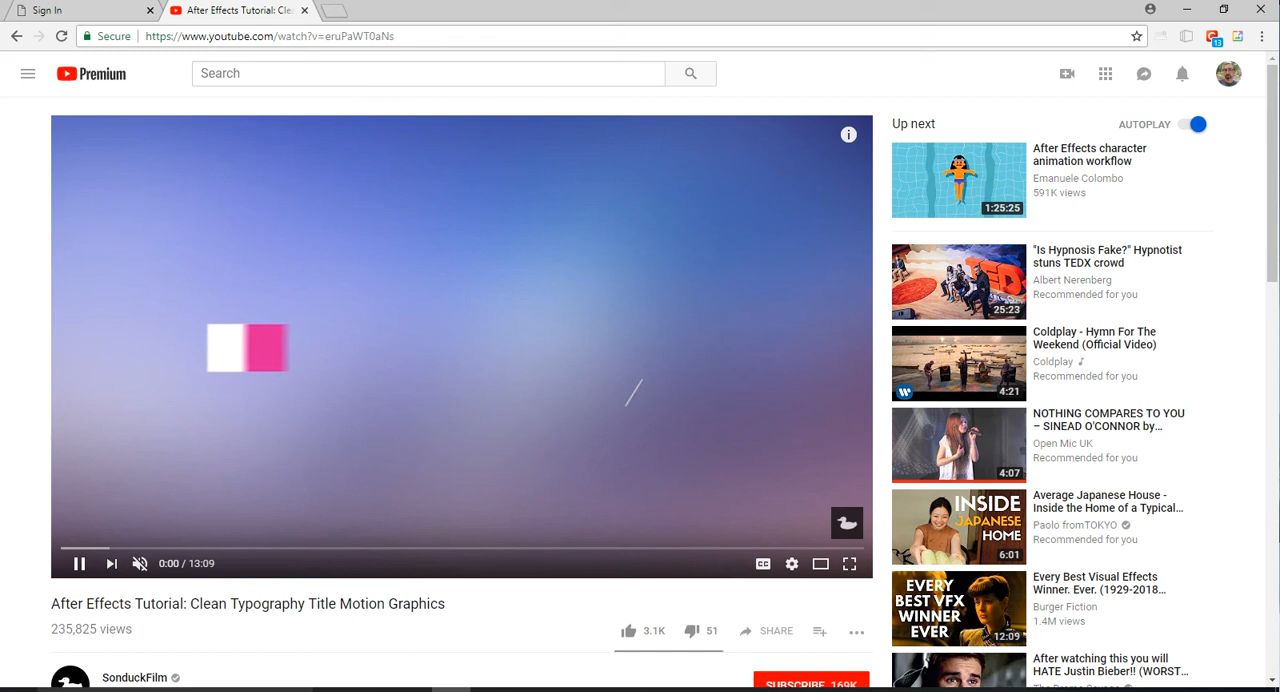 Sign In
After Effects Tutorial: Cle
Secure
https://www.youtube.com/watch?v=eruPaWT0aNs
13
Premium
Search
Up next
AUTOPLAY
1:25:25
After Effects character
animation workflow
Emanuele Colombo
591K views
TED
25:23
"Is Hypnosis Fake?" Hypnotist
stuns TEDX crowd
Albert Nerenberg
Recommended for you
4:21
Coldplay - Hymn For The
Weekend (Official Video)
Coldplay
Recommended for you
4:07
NOTHING COMPARES TO YOU
– SINEAD O'CONNOR by...
Open Mic UK
Recommended for you
INSIDE
JAPANESE
HOME
6:01
Average Japanese House -
Inside the Home of a Typical...
Paolo fromTOKYO
Recommended for you
EVERY
BEST VFX
WINNER
EVER
12:09
Every Best Visual Effects
Winner. Ever. (1929-2018...
Burger Fiction
1.4M views
After watching this you will
HATE Justin Bieber!! (WORST...
0:00 / 13:09
CC
After Effects Tutorial: Clean Typography Title Motion Graphics
235,825 views
3.1K
51
SHARE
SonduckFilm
SUBSCRIBE 169K